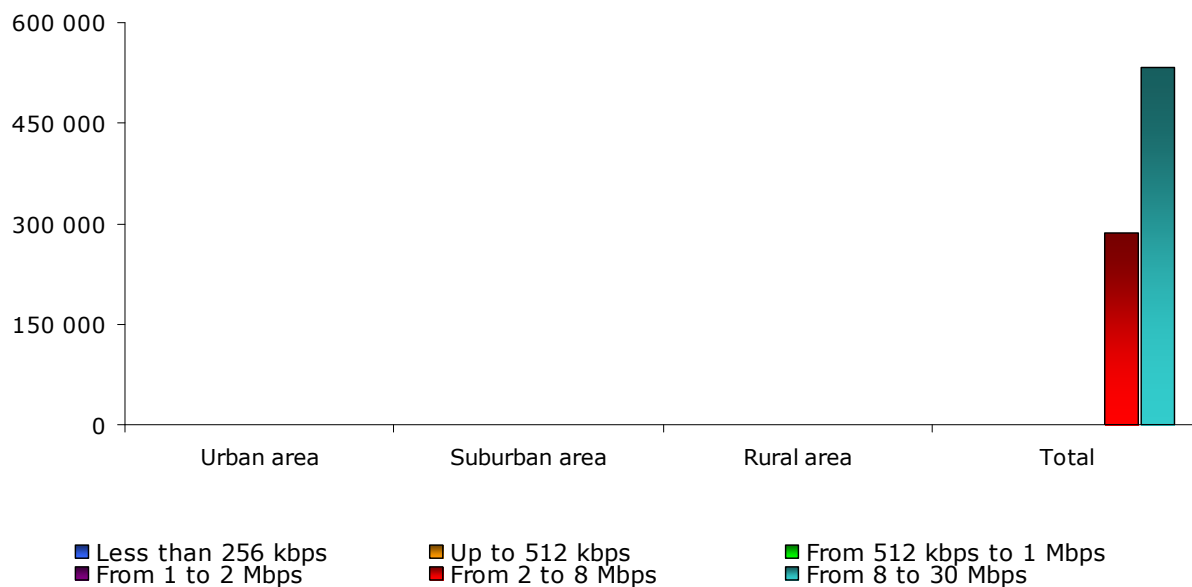 600 000
450 000
300 000
150 000
0
Urban area Suburban area Rural area Total
Less than 256 kbps Up to 512 kbps From 512 kbps to 1 Mbps
From 1 to 2 Mbps From 2 to 8 Mbps From 8 to 30 Mbps